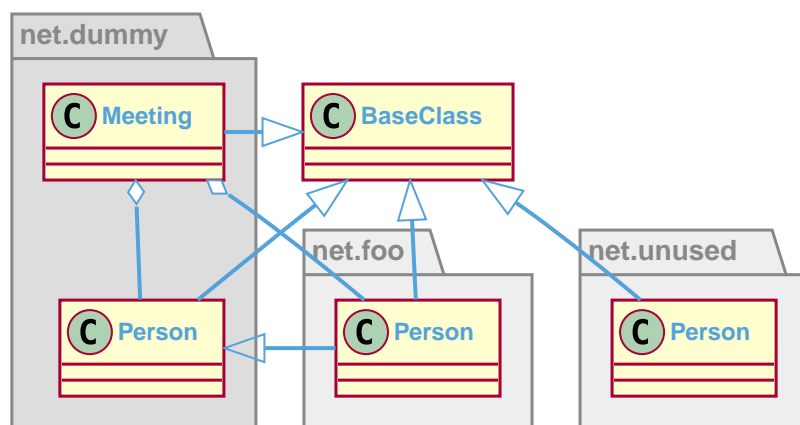 net.dummy
C Meeting
C BaseClass
net.foo
net.unused
C Person
C Person
C Person